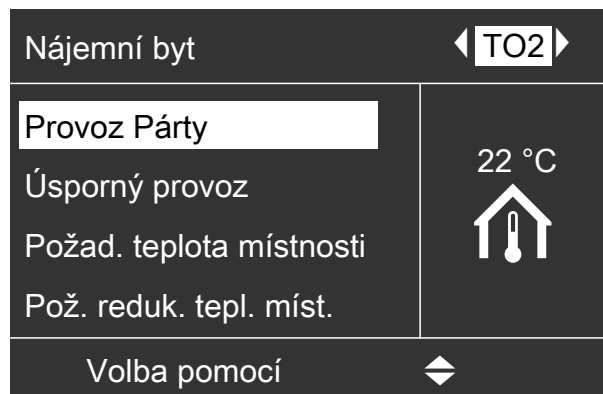 Nájemní byt TO2
Provoz Párty
Úsporný provoz
Požad. teplota místnosti
Pož. reduk. tepl. míst.
22 °C
Volba pomocí